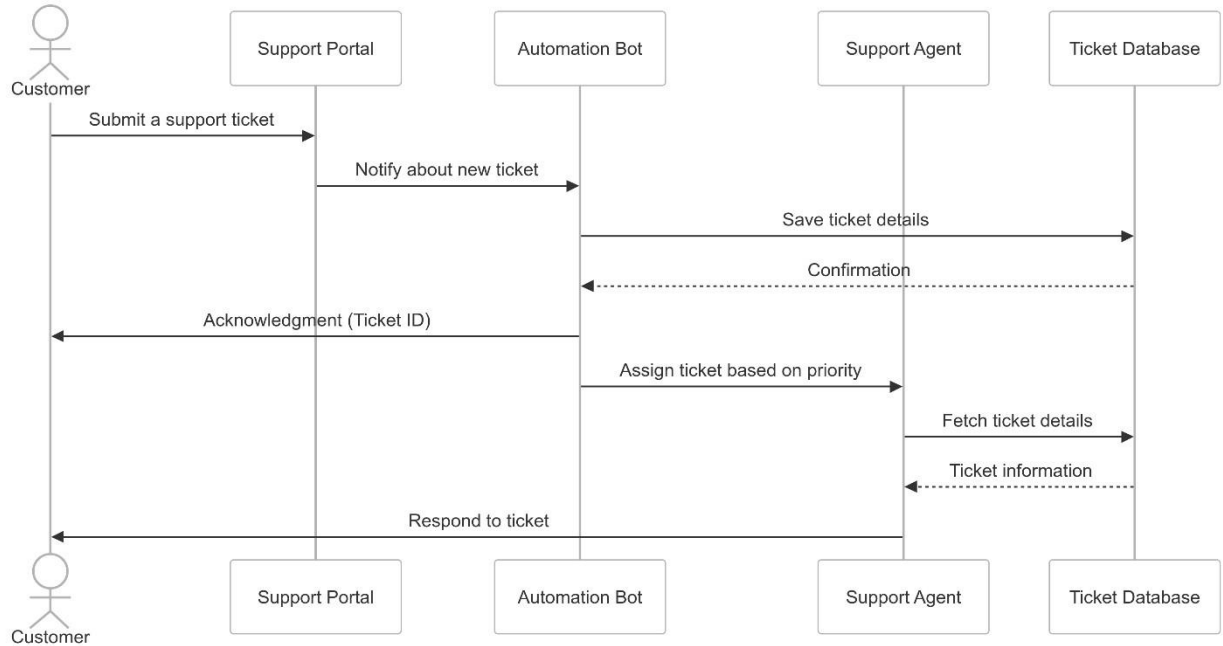 Customer
Support Portal
Automation Bot
Support Agent
Ticket Database
Submit a support ticket
Notify about new ticket
Save ticket details
Confirmation
Acknowledgment (Ticket ID)
Assign ticket based on priority
Fetch ticket details
Ticket information
Respond to ticket
Customer
Support Portal
Automation Bot
Support Agent
Ticket Database